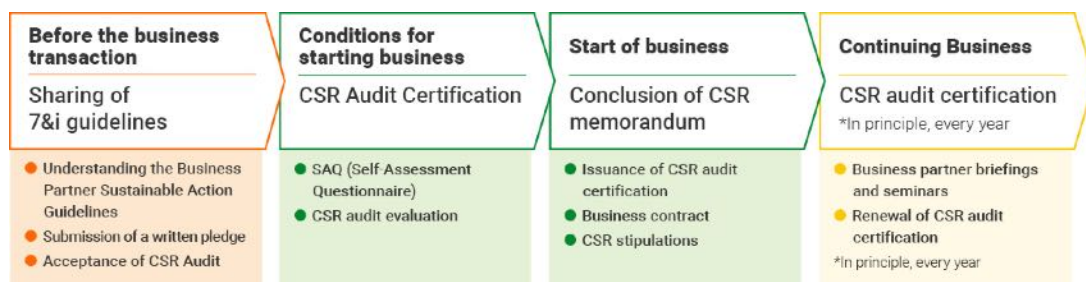 Before the business
transaction
Sharing of
7&i guidelines
Understanding the Business
Partner Sustainable Action
Guidelines
Submission of a written pledge
Acceptance of CSR Audit
Conditions for
starting business
CSR Audit Certification
SAQ (Self-Assessment
Questionnaire)
CSR audit evaluation
Start of business
Conclusion of CSR
memorandum
Issuance of CSR audit
certification
Business contract
CSR stipulations
Continuing Business
CSR audit certification
*In principle, every year
Business partner briefings
and seminars
Renewal of CSR audit
certification
*In principle, every year